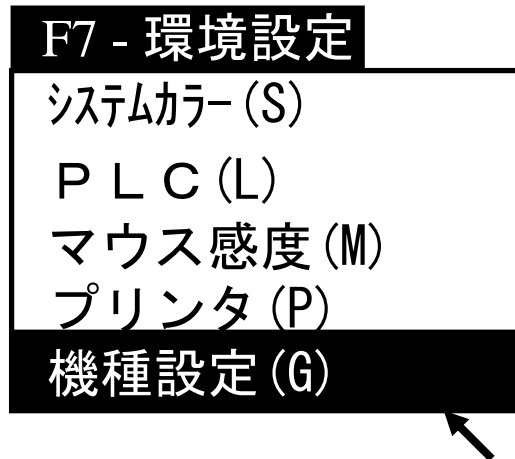 F7 - 環境設定
ｼｽﾃﾑｶﾗｰ(S)
ＰＬＣ(L)
マウス感度(M)
プリンタ(P)
機種設定(G)